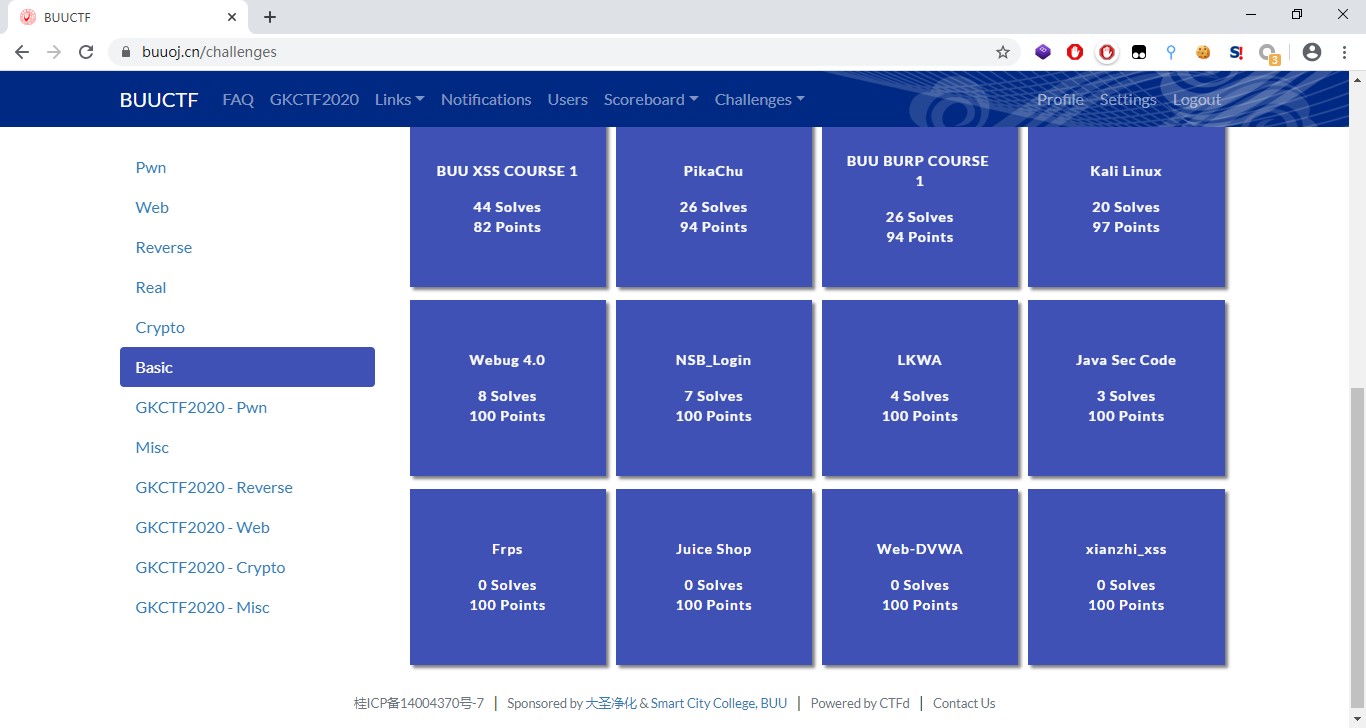 BUUCTF
buuoj.cn/challenges
3
BUUCTF FAQ GKCTF2020 Links Notifications Users Scoreboard Challenges Profile Settings Logout
Pwn
Web
Reverse
Real
Crypto
Basic
GKCTF2020 - Pwn
Misc
GKCTF2020 - Reverse
GKCTF2020 - Web
GKCTF2020 - Crypto
GKCTF2020 - Misc
BUU XSS COURSE 1
44 Solves
82 Points
PikaChu
26 Solves
94 Points
BUU BURP COURSE
1
26 Solves
94 Points
Kali Linux
20 Solves
97 Points
Webug 4.0
8 Solves
100 Points
NSB_Login
7 Solves
100 Points
LKWA
4 Solves
100 Points
Java Sec Code
3 Solves
100 Points
Frps
0 Solves
100 Points
Juice Shop
0 Solves
100 Points
Web-DVWA
0 Solves
100 Points
xianzhi_xss
0 Solves
100 Points
桂ICP备14004370号-7 | Sponsored by 大圣净化 & Smart City College, BUU | Powered by CTFd | Contact Us